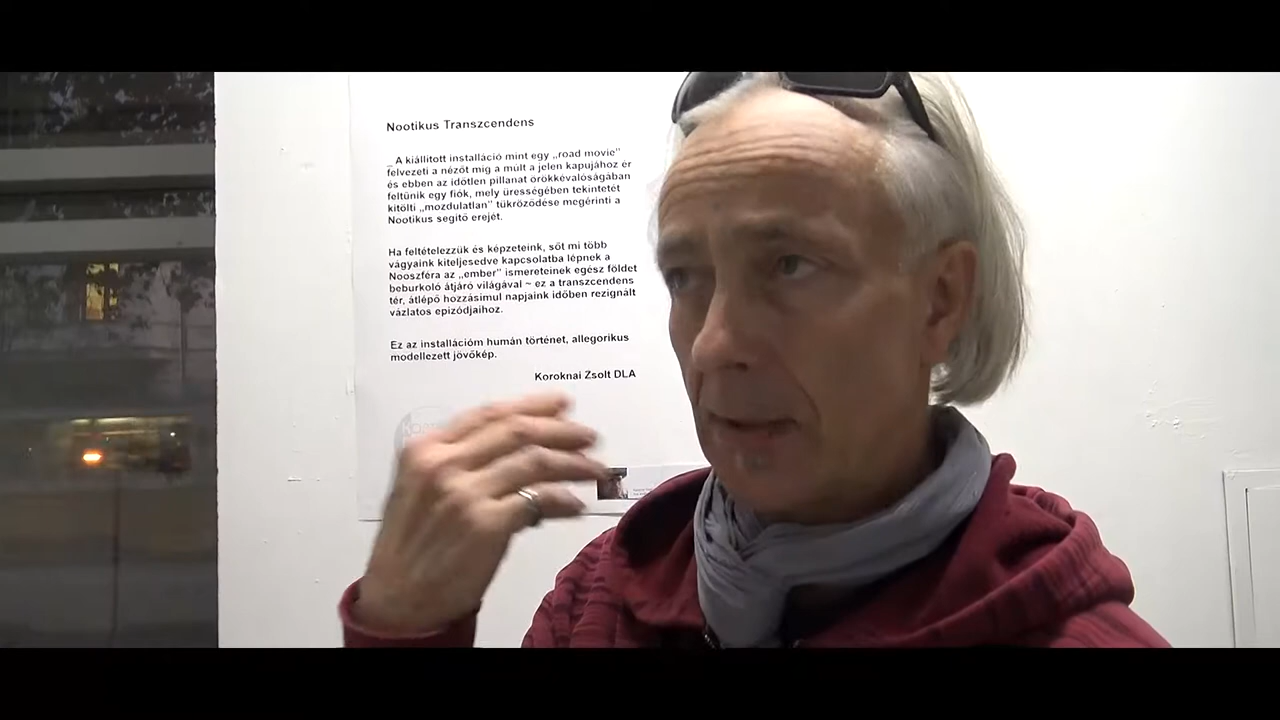 Nootikus Transzcendens
_ A kiállított installáció mint egy „road movie”
felvezeti a nézőt míg a múlt a jelen kapujához ér
és ebben az időtlen pillanat örökkévalóságában
feltűnik egy fiók, mely ürességében tekintetét
kitölti „mozdulatlan” tükröződése megérinti a
Nootikus segítő erejét.
Ha feltételezzük és képzeteink, sőt mi több
vágyaink kiteljesedve kapcsolatba lépnek a
Nooszféra az „ember” ismereteinek egész földet
beburkoló átjáró világával ~ ez a transzcendens
tér, átlépő hozzásimul napjaink időben rezignált
vázlatos epizódjaihoz.
Ez az installációm humán történet, allegorikus
modellezett jövőkép.
Koroknai Zsolt DLA